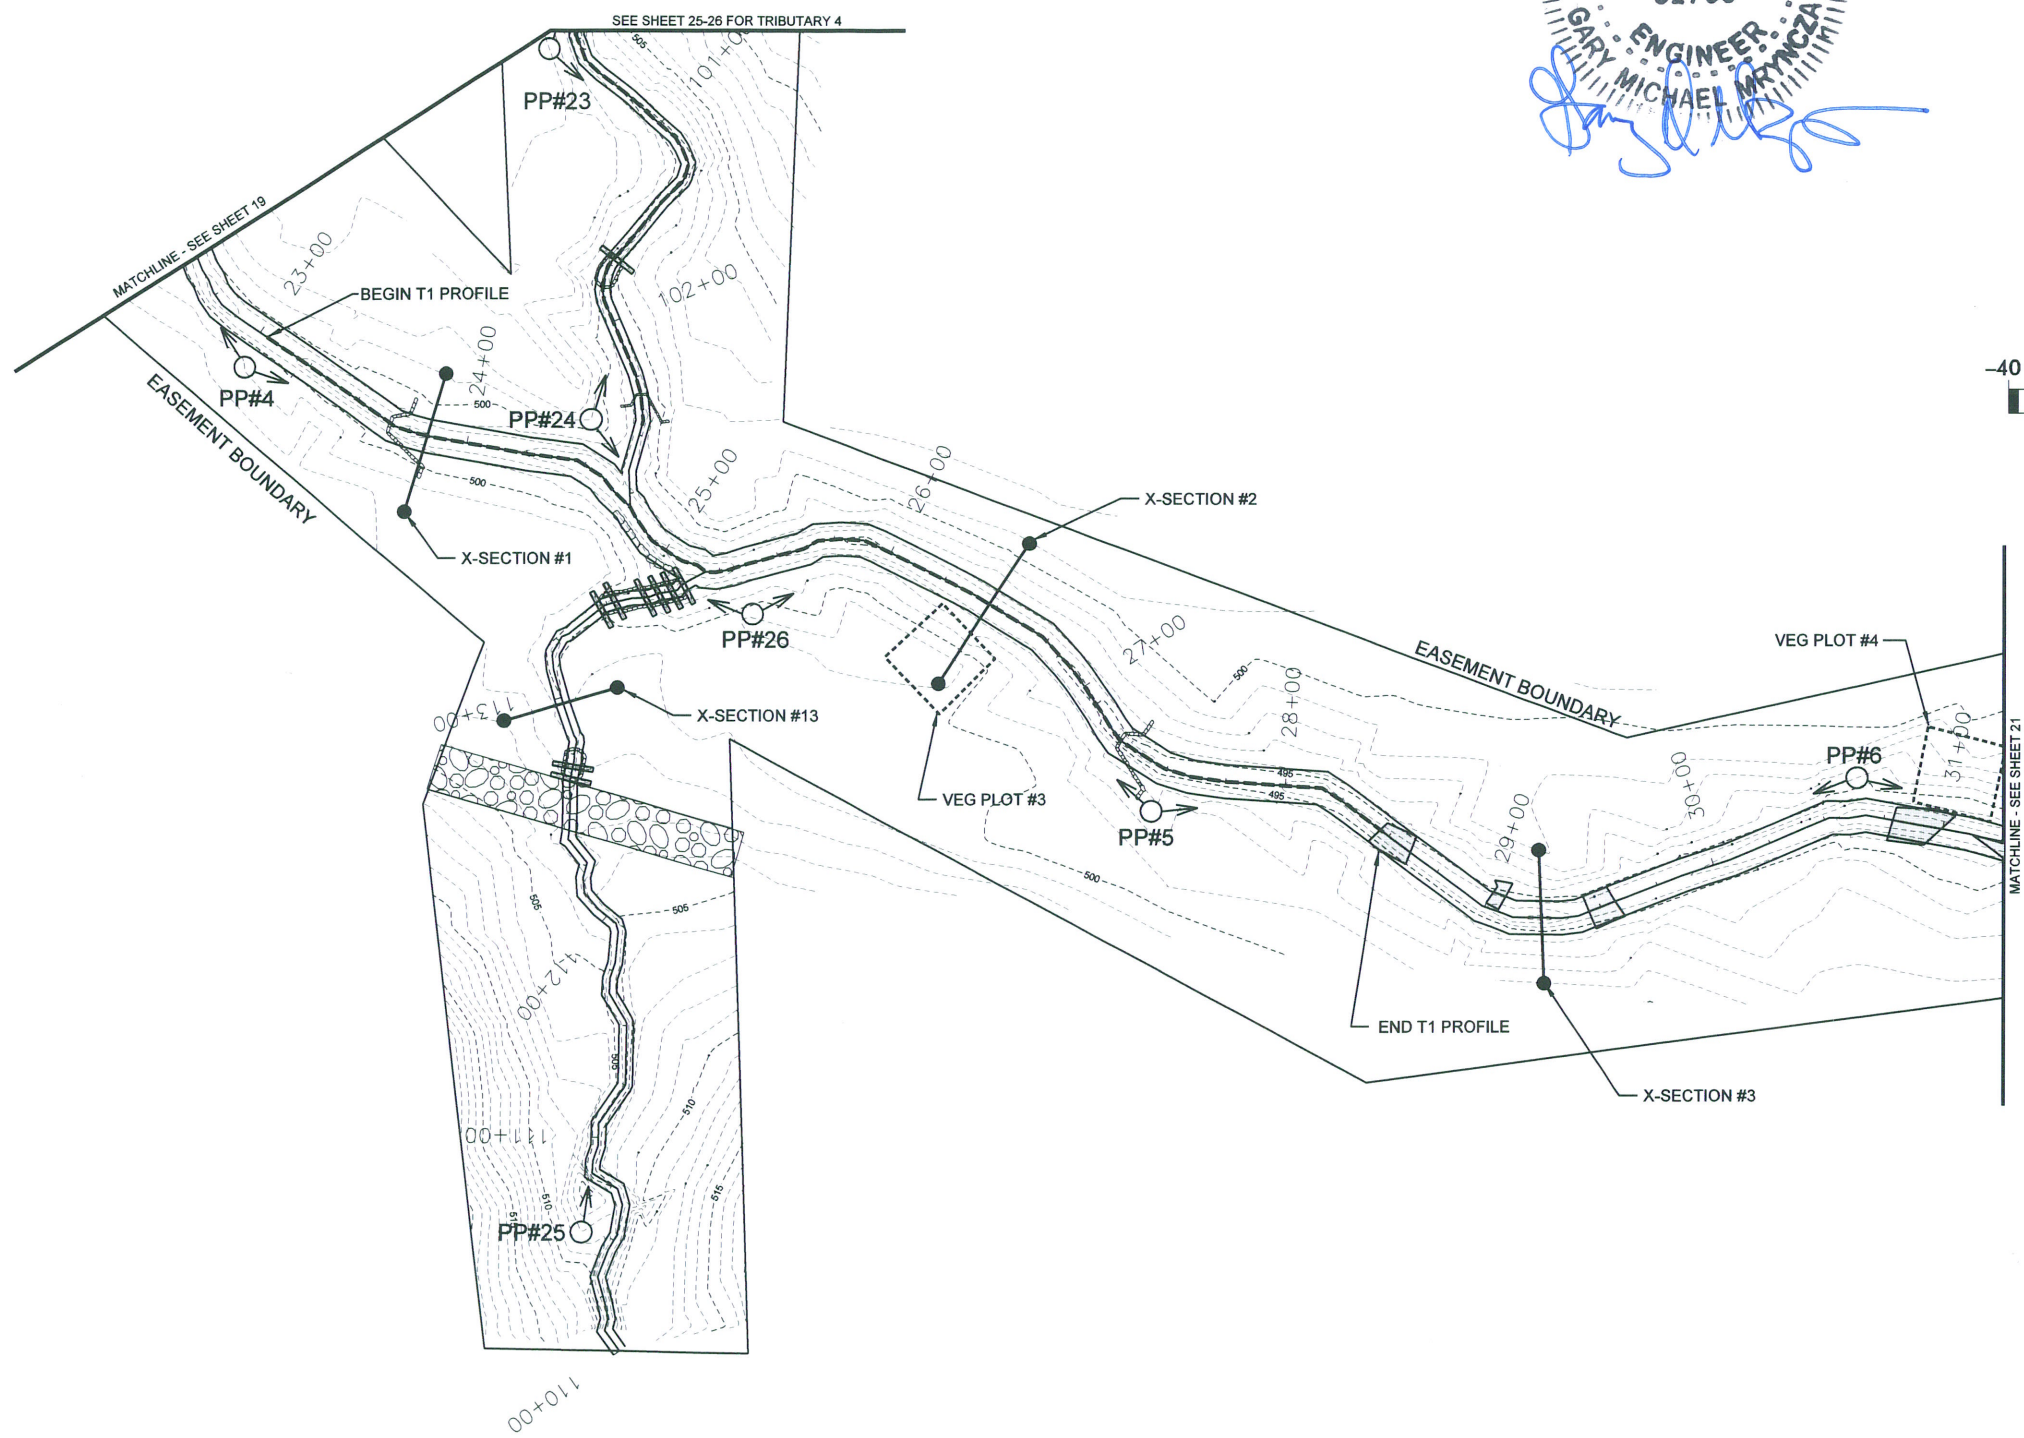 SEE SHEET 25-26 FOR TRIBUTARY 4
ENGINEER
GARY MICHAEL MRYNCZA
505
101+00
PP#23
MATCHLINE - SEE SHEET 19
23+00
BEGIN T1 PROFILE
102+00
24+00
-40
PP#4
500
PP#24
EASEMENT BOUNDARY
500
25+00
26+00
X-SECTION #2
X-SECTION #1
PP#26
27+00
500
EASEMENT BOUNDARY
VEG PLOT #4
28+00
113+00
X-SECTION #13
31+00
PP#6
MATCHLINE - SEE SHEET 21
30+00
495
495
VEG PLOT #3
29+00
PP#5
500
505
505
112+00
END T1 PROFILE
505
X-SECTION #3
510
111+00
510
515
515
PP#25
110+00